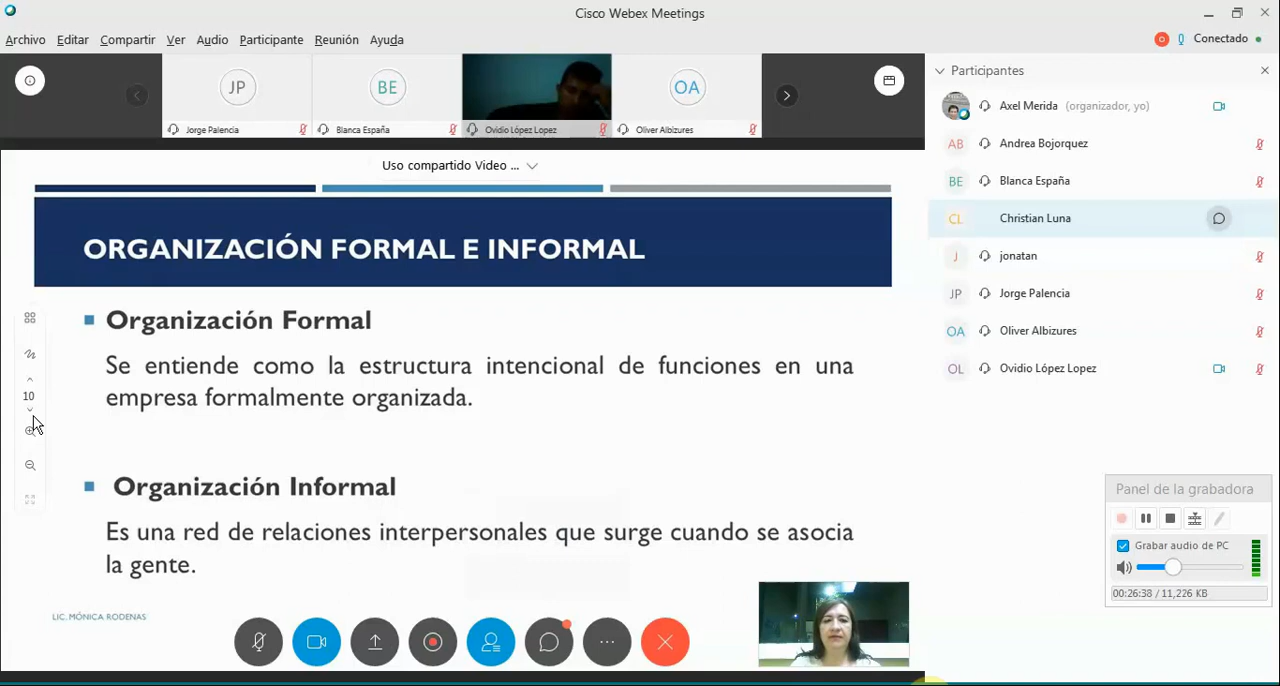 Cisco Webex Meetings
Archivo Editar Compartir Ver Audio Participante Reunión Ayuda
Conectado
JP
BE
OA
Jorge Palencia
Blanca España
Ovidio López Lopez
Oliver Albizures
Uso compartido Video ...
ORGANIZACIÓN FORMAL E INFORMAL
Organización Formal
Se entiende como la estructura intencional de funciones en una
empresa formalmente organizada.
10
Organización Informal
Es una red de relaciones interpersonales que surge cuando se asocia
la gente.
LIC. MÓNICA RODENAS
Participantes
Axel Merida (organizador, yo)
AB Andrea Bojorquez
BE Blanca España
CL Christian Luna
J jonatan
JP Jorge Palencia
OA Oliver Albizures
OL Ovidio López Lopez
Panel de la grabadora
Grabar audio de PC
00:26:38 / 11,226 KB